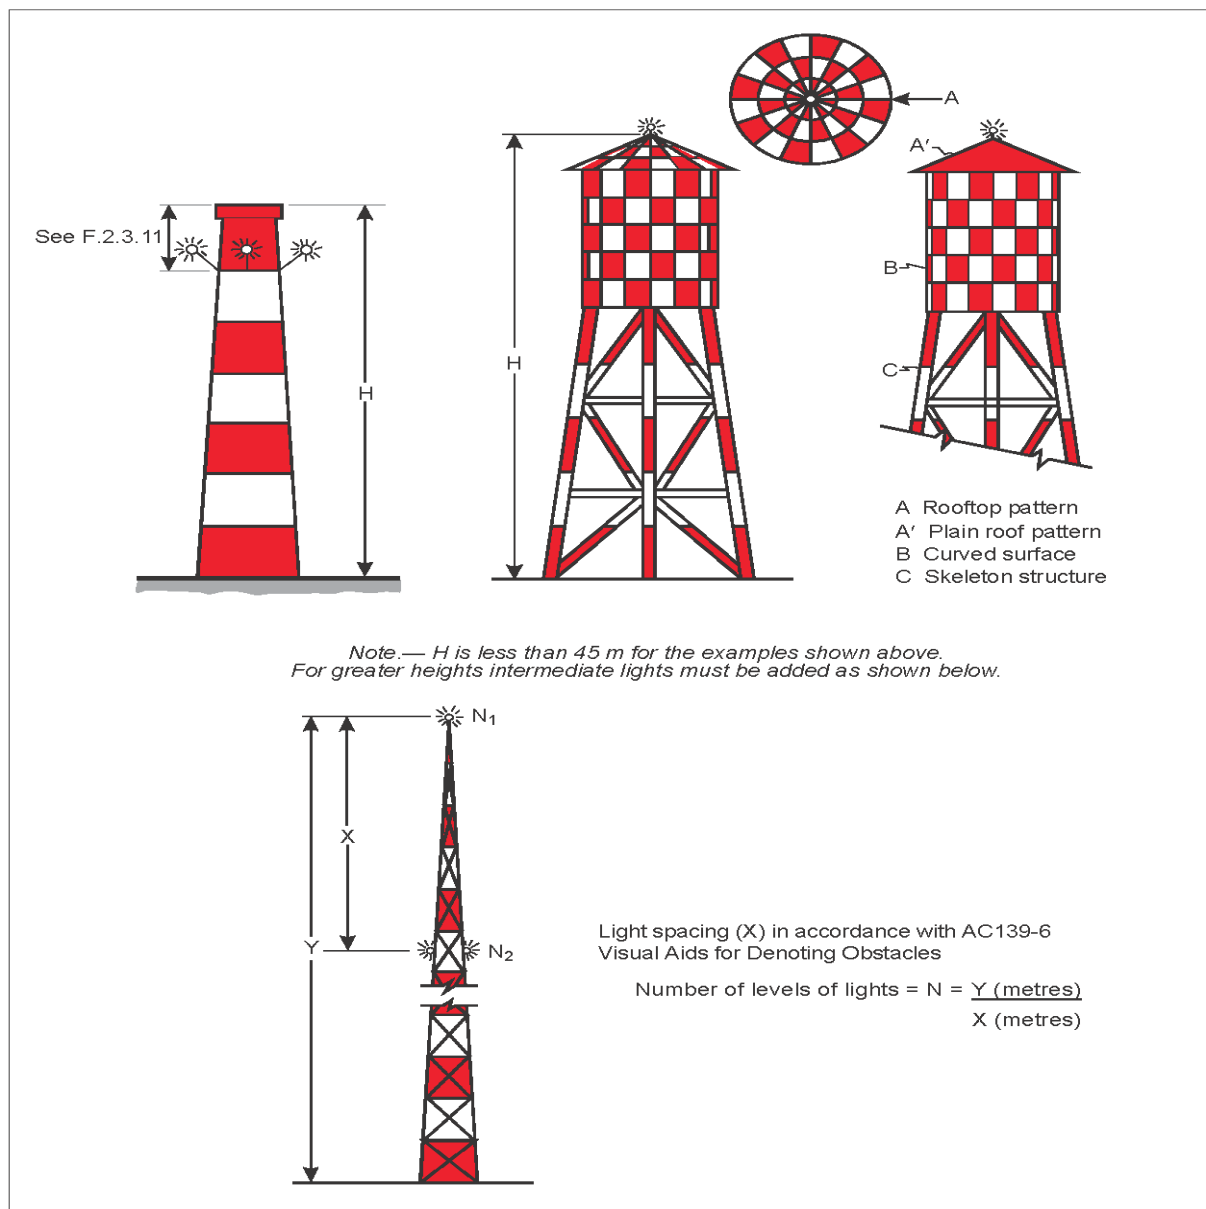 A
A′
See F.2.3.11
B
H
H
C
A Rooftop pattern
A′ Plain roof pattern
B Curved surface
C Skeleton structure
Note.— H is less than 45 m for the examples shown above.
For greater heights intermediate lights must be added as shown below.
N₁
X
Y
N₂
Light spacing (X) in accordance with AC139-6
Visual Aids for Denoting Obstacles
Number of levels of lights = N = Y (metres)
X (metres)